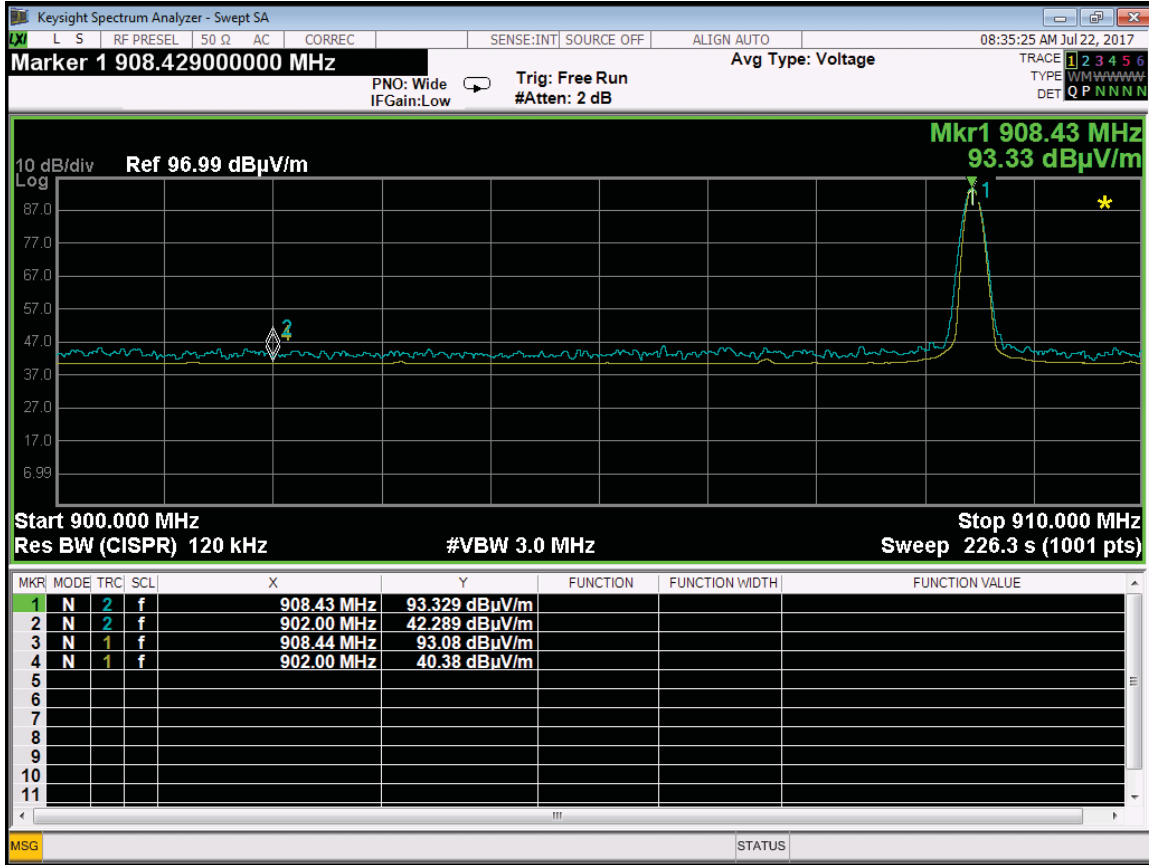 Keysight Spectrum Analyzer - Swept SA
LXI L S RF PRESEL 50 Ω AC CORREC SENSE:INT SOURCE OFF ALIGN AUTO 08:35:25 AM Jul 22, 2017
Marker 1 908.429000000 MHz
PNO: Wide
IFGain:Low
Trig: Free Run
#Atten: 2 dB
Avg Type: Voltage
TRACE 1 2 3 4 5 6
TYPE WMWWWW
DET Q P N N N N
Mkr1 908.43 MHz
93.33 dBµV/m
10 dB/div Ref 96.99 dBµV/m
Log
1
87.0
*
77.0
67.0
57.0
2
47.0
37.0
27.0
17.0
6.99
Start 900.000 MHz Stop 910.000 MHz
Res BW (CISPR) 120 kHz #VBW 3.0 MHz Sweep 226.3 s (1001 pts)
MKR MODE TRC SCL X Y FUNCTION FUNCTION WIDTH FUNCTION VALUE
1 N 2 f 908.43 MHz 93.329 dBµV/m
2 N 2 f 902.00 MHz 42.289 dBµV/m
3 N 1 f 908.44 MHz 93.08 dBµV/m
4 N 1 f 902.00 MHz 40.38 dBµV/m
5
6
7
8
9
10
11
MSG STATUS